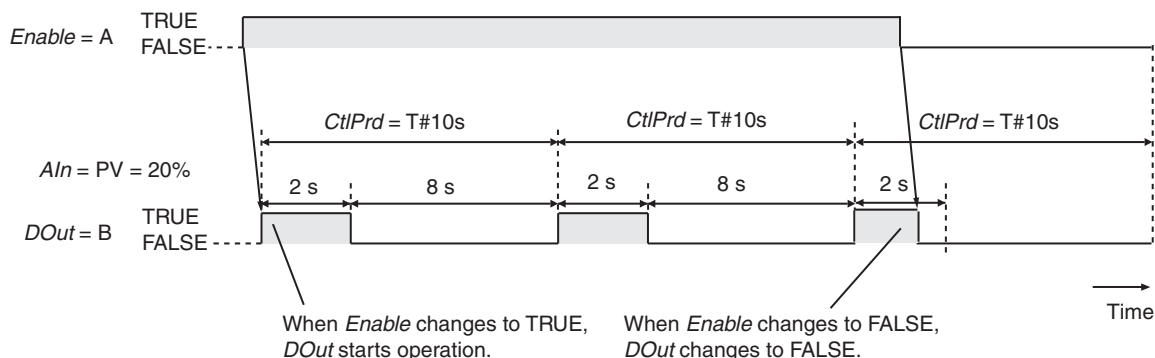 Enable = A
TRUE
FALSE
CtlPrd = T#10s
CtlPrd = T#10s
CtlPrd = T#10s
AIn = PV = 20%
2 s
8 s
2 s
8 s
2 s
DOut = B
TRUE
FALSE
Time
When Enable changes to TRUE,
DOut starts operation.
When Enable changes to FALSE,
DOut changes to FALSE.